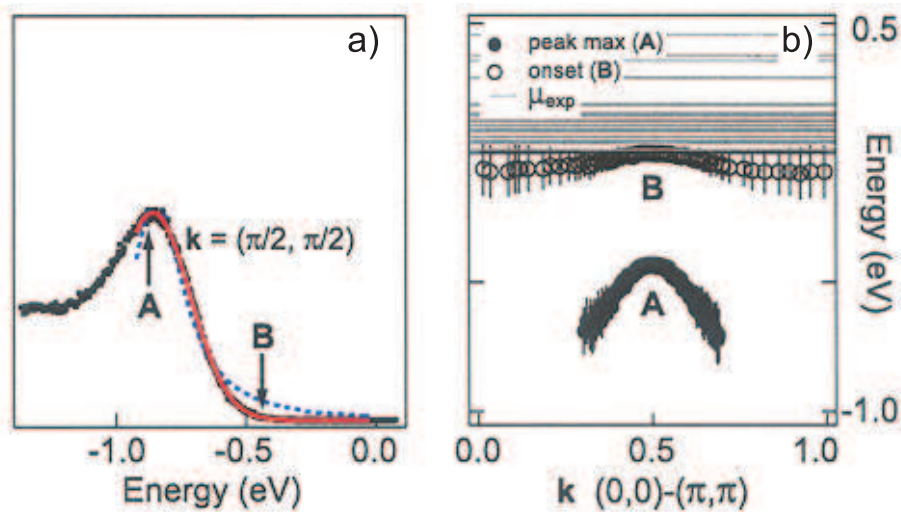 a)
k = (π/2, π/2)
A
B
-1.0
-0.5
0.0
Energy (eV)
b)
0.5
peak max (A)
onset (B)
μexp
B
A
Energy (eV)
-1.0
0.0
0.5
1.0
k (0,0)-(π,π)